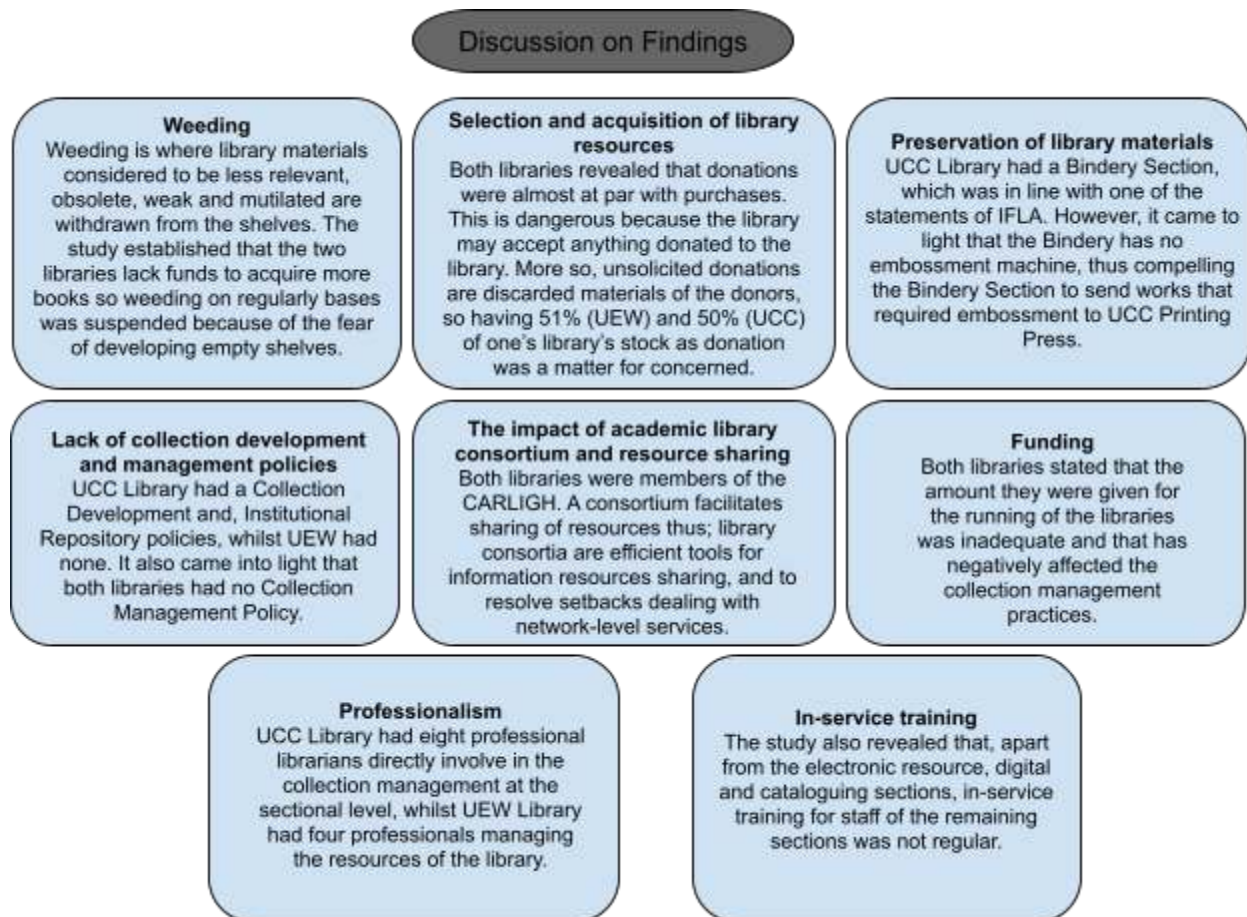 Discussion on Findings
Weeding
Weeding is where library materials
considered to be less relevant,
obsolete, weak and mutilated are
withdrawn from the shelves. The
study established that the two
libraries lack funds to acquire more
books so weeding on regularly bases
was suspended because of the fear
of developing empty shelves.
Selection and acquisition of library
resources
Both libraries revealed that donations
were almost at par with purchases.
This is dangerous because the library
may accept anything donated to the
library. More so, unsolicited donations
are discarded materials of the donors,
so having 51% (UEW) and 50% (UCC)
of one's library's stock as donation
was a matter for concerned.
Preservation of library materials
UCC Library had a Bindery Section,
which was in line with one of the
statements of IFLA. However, it came to
light that the Bindery has no
embossment machine, thus compelling
the Bindery Section to send works that
required embossment to UCC Printing
Press.
Lack of collection development
and management policies
UCC Library had a Collection
Development and, Institutional
Repository policies, whilst UEW had
none. It also came into light that
both libraries had no Collection
Management Policy.
The impact of academic library
consortium and resource sharing
Both libraries were members of the
CARLIGH. A consortium facilitates
sharing of resources thus; library
consortia are efficient tools for
information resources sharing, and to
resolve setbacks dealing with
network-level services.
Funding
Both libraries stated that the
amount they were given for
the running of the libraries
was inadequate and that has
negatively affected the
collection management
practices.
Professionalism
UCC Library had eight professional
librarians directly involve in the
collection management at the
sectional level, whilst UEW Library
had four professionals managing
the resources of the library.
In-service training
The study also revealed that, apart
from the electronic resource, digital
and cataloguing sections, in-service
training for staff of the remaining
sections was not regular.